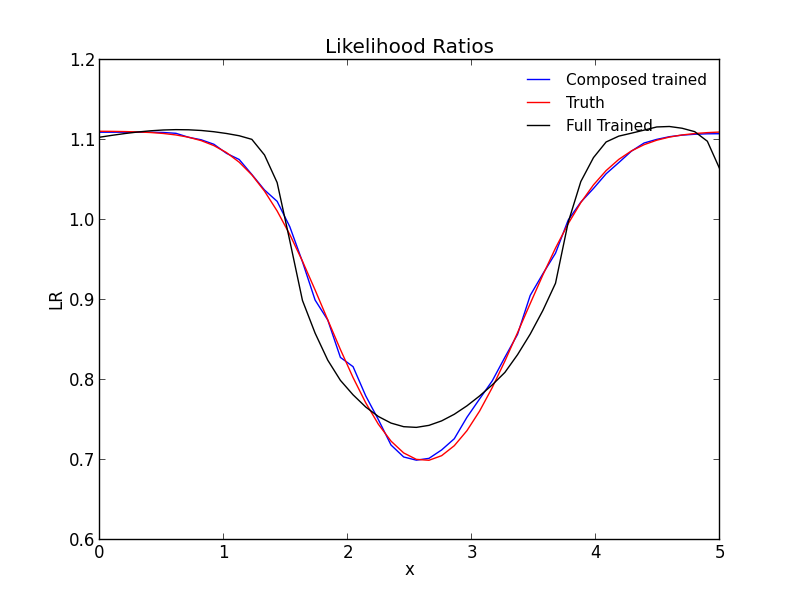 Likelihood Ratios
1.2
Composed trained
Truth
Full Trained
1.1
1.0
0.9
LR
0.8
0.7
0.6
0 1 2 3 4 5
x